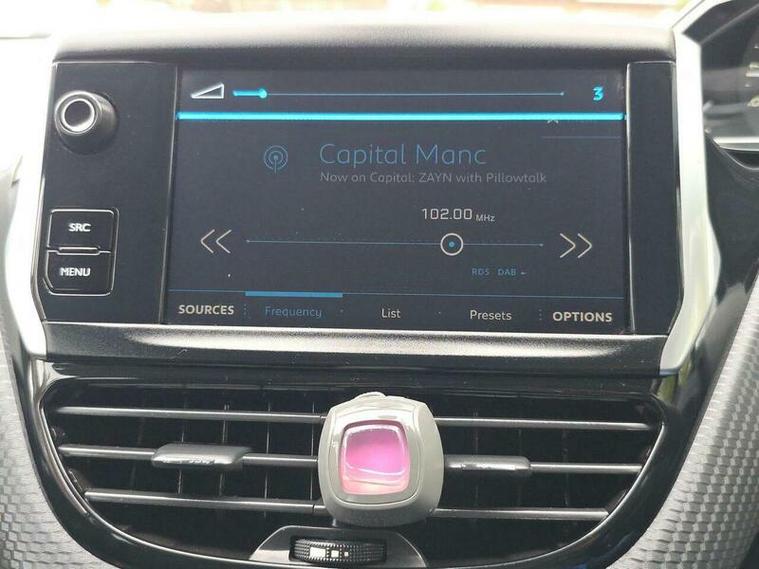 3
Capital Manc
Now on Capital: ZAYN with Pillowtalk
102.00 MHz
SRC
MENU
RDS DAB
SOURCES Frequency List Presets OPTIONS